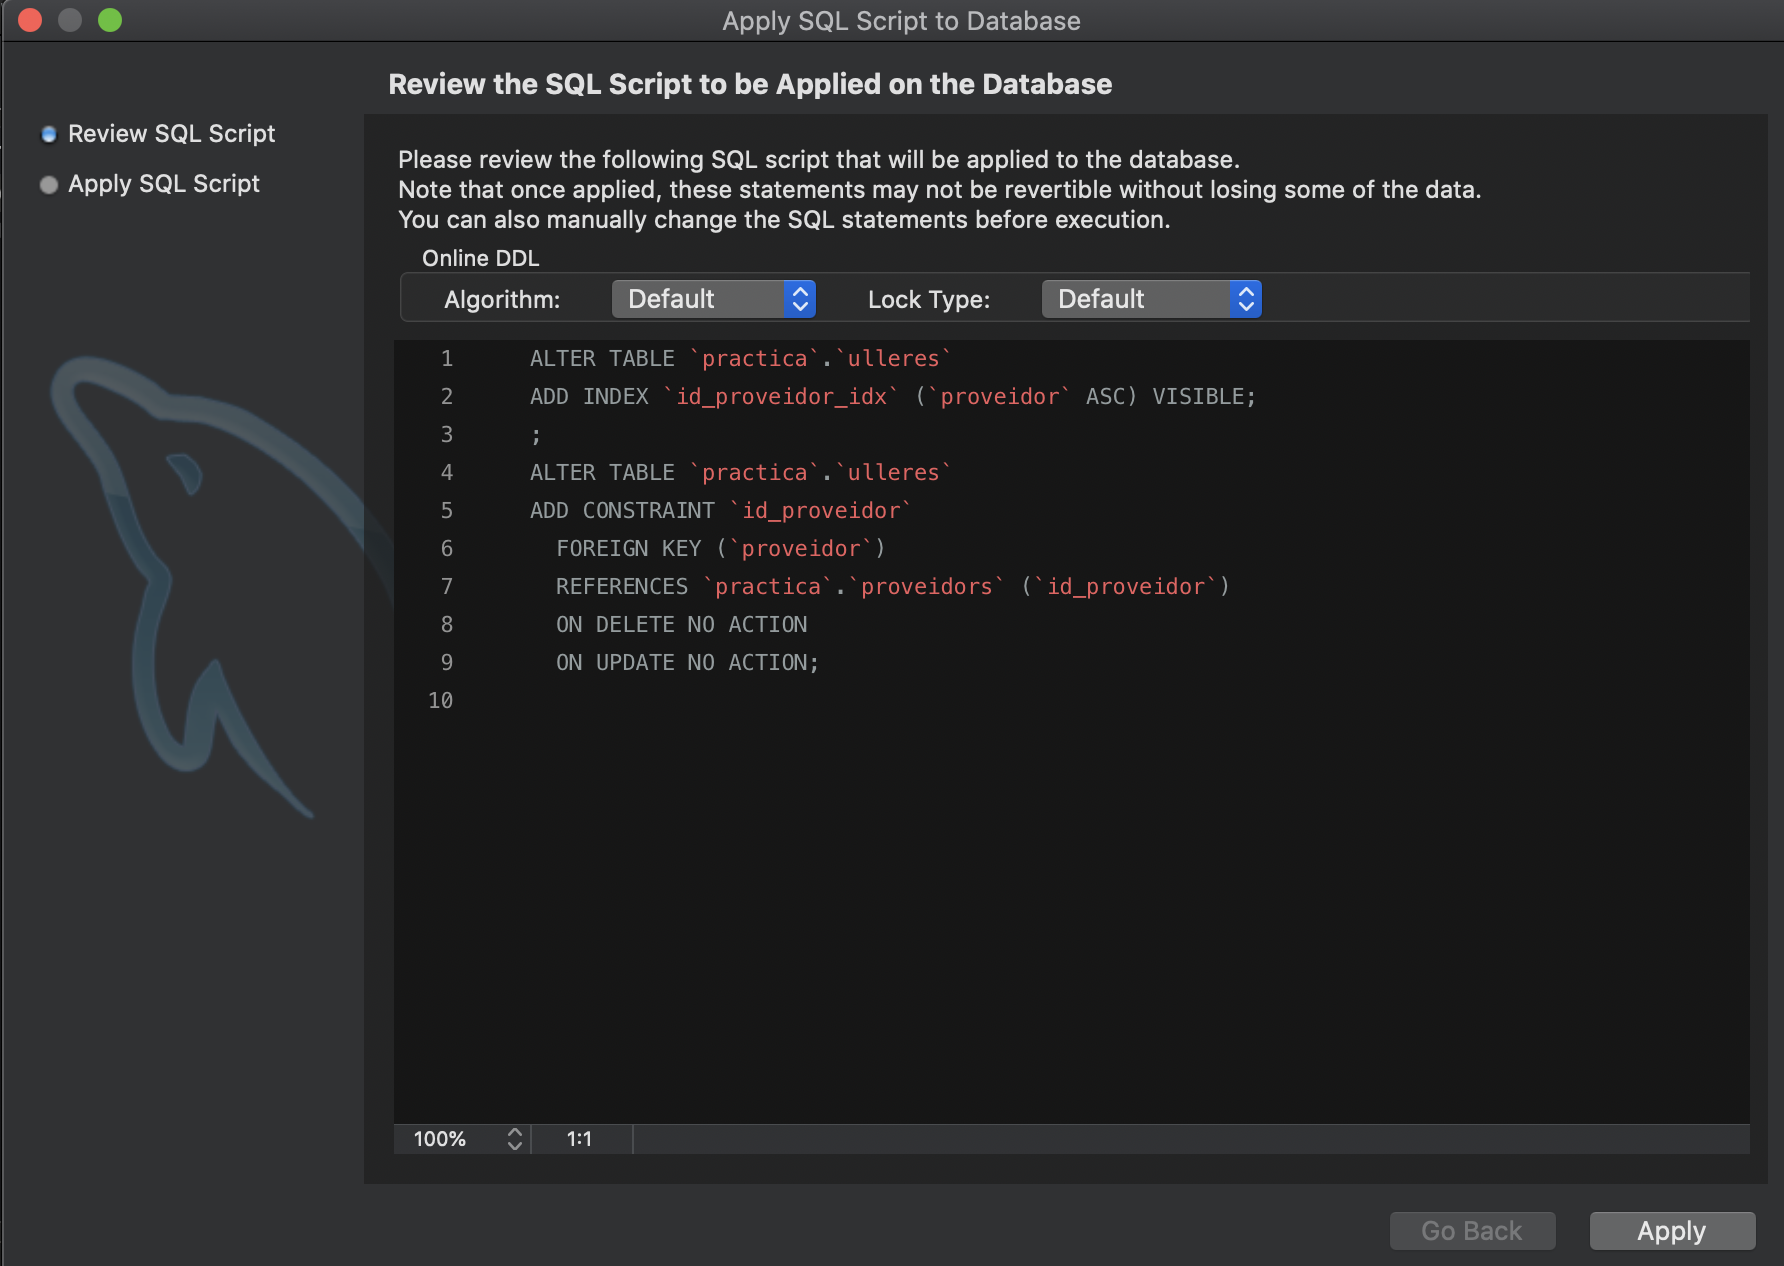 Apply SQL Script to Database
Review the SQL Script to be Applied on the Database
Review SQL Script
Apply SQL Script
Please review the following SQL script that will be applied to the database.
Note that once applied, these statements may not be revertible without losing some of the data.
You can also manually change the SQL statements before execution.
Online DDL
Algorithm: Default Lock Type: Default
1 ALTER TABLE `practica`.`ulleres`
2 ADD INDEX `id_proveidor_idx` (`proveidor` ASC) VISIBLE;
3 ;
4 ALTER TABLE `practica`.`ulleres`
5 ADD CONSTRAINT `id_proveidor`
6   FOREIGN KEY (`proveidor`)
7   REFERENCES `practica`.`proveidors` (`id_proveidor`)
8   ON DELETE NO ACTION
9   ON UPDATE NO ACTION;
10
100% 1:1
Go Back Apply